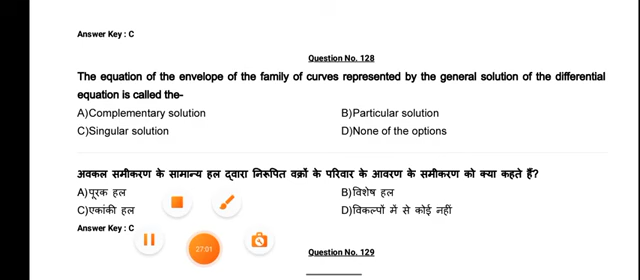 Answer Key : C
Question No. 128
The equation of the envelope of the family of curves represented by the general solution of the differential
equation is called the-
A)Complementary solution B)Particular solution
C)Singular solution D)None of the options
अवकल समीकरण के सामान्य हल द्वारा निरूपित वक्रों के परिवार के आवरण के समीकरण को क्या कहते हैं?
A)पूरक हल B)विशेष हल
C)एकांकी हल D)विकल्पों में से कोई नहीं
Answer Key : C
27:01
Question No. 129